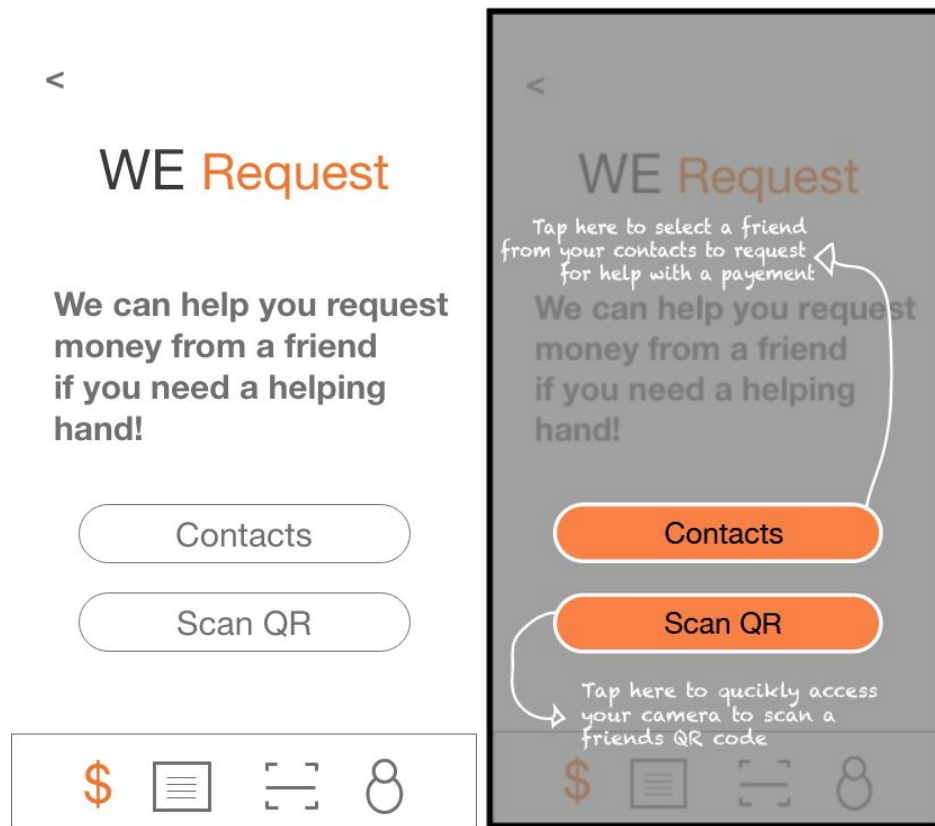 <
WE Request
We can help you request
money from a friend
if you need a helping
hand!
Contacts
Scan QR
$
<
WE Request
Tap here to select a friend
from your contacts to request
for help with a payement
We can help you request
money from a friend
if you need a helping
hand!
Contacts
Scan QR
Tap here to qucikly access
your camera to scan a
friends QR code
$